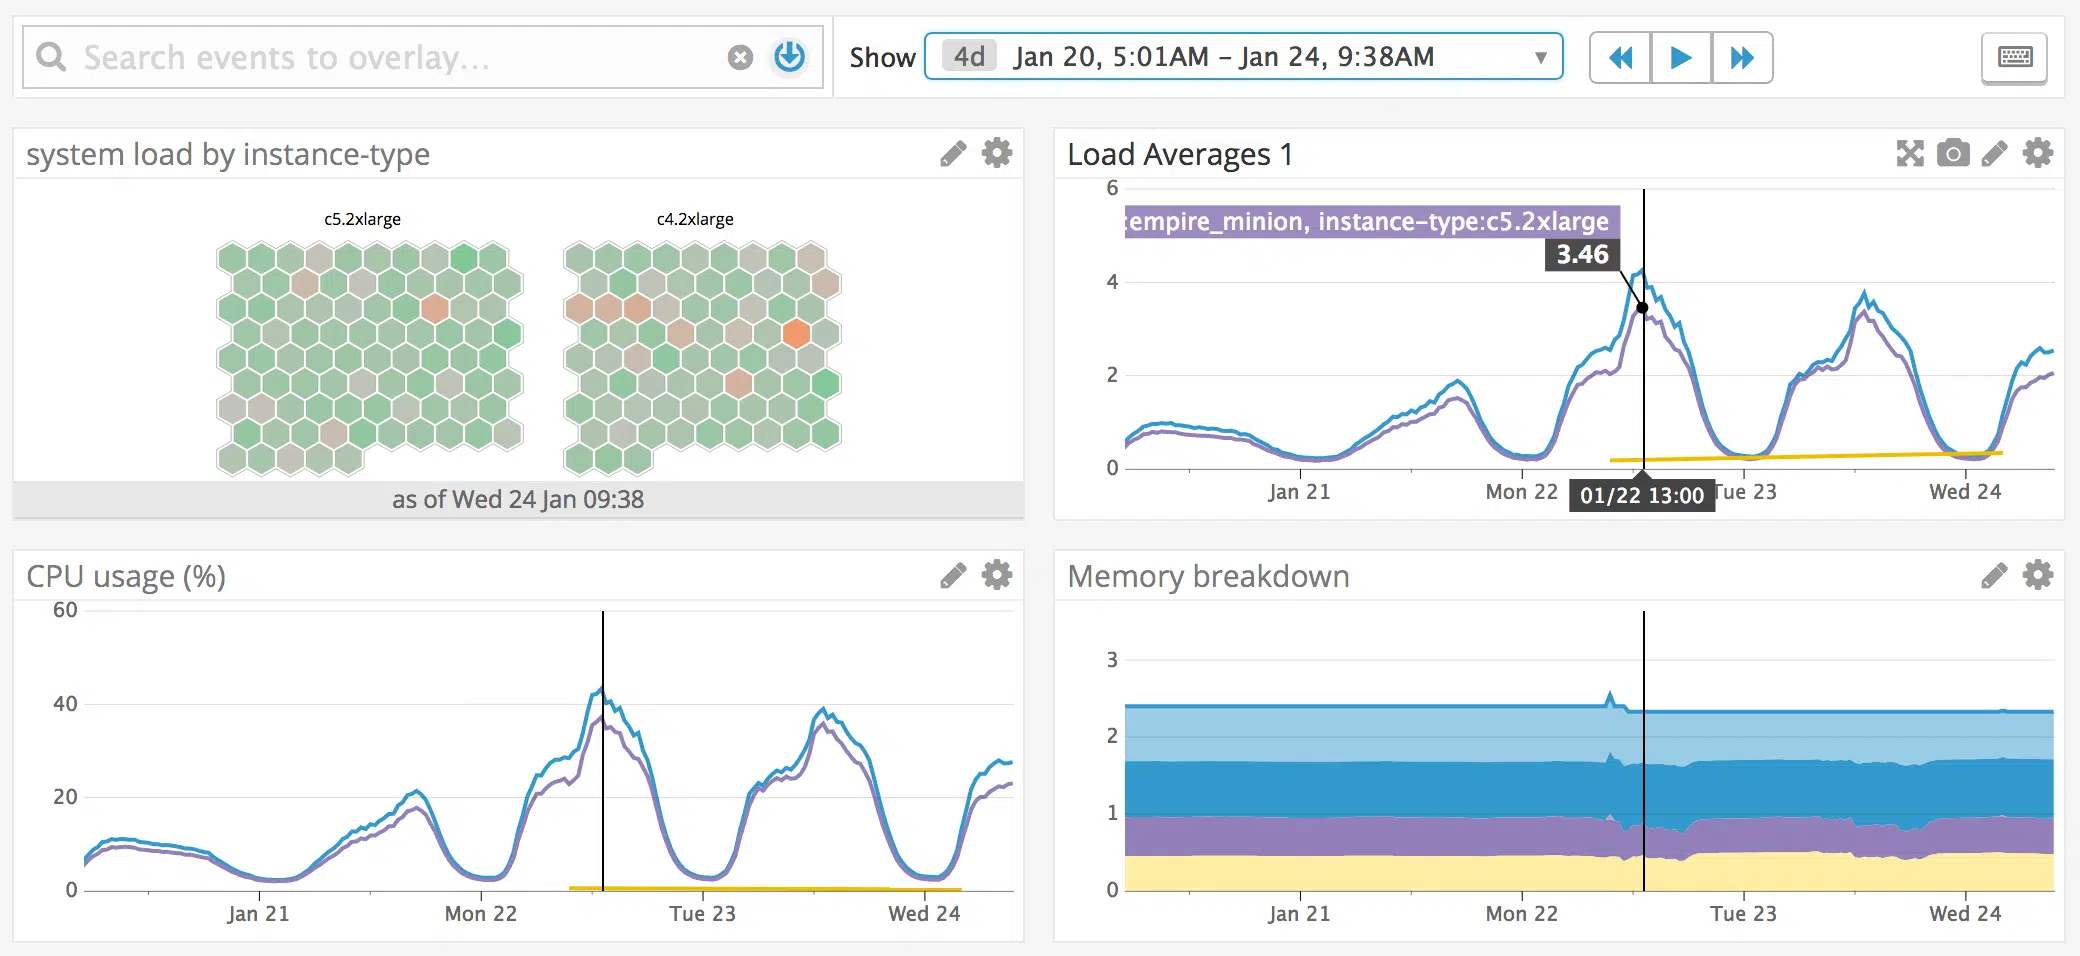 Search events to overlay...
Show 4d Jan 20, 5:01AM – Jan 24, 9:38AM
system load by instance-type
c5.2xlarge c4.2xlarge
as of Wed 24 Jan 09:38
Load Averages 1
6
:empire_minion, instance-type:c5.2xlarge
3.46
4
2
0
Jan 21 Mon 22 01/22 13:00 Tue 23 Wed 24
CPU usage (%)
60
40
20
0
Jan 21 Mon 22 Tue 23 Wed 24
Memory breakdown
3
2
1
0
Jan 21 Mon 22 Tue 23 Wed 24